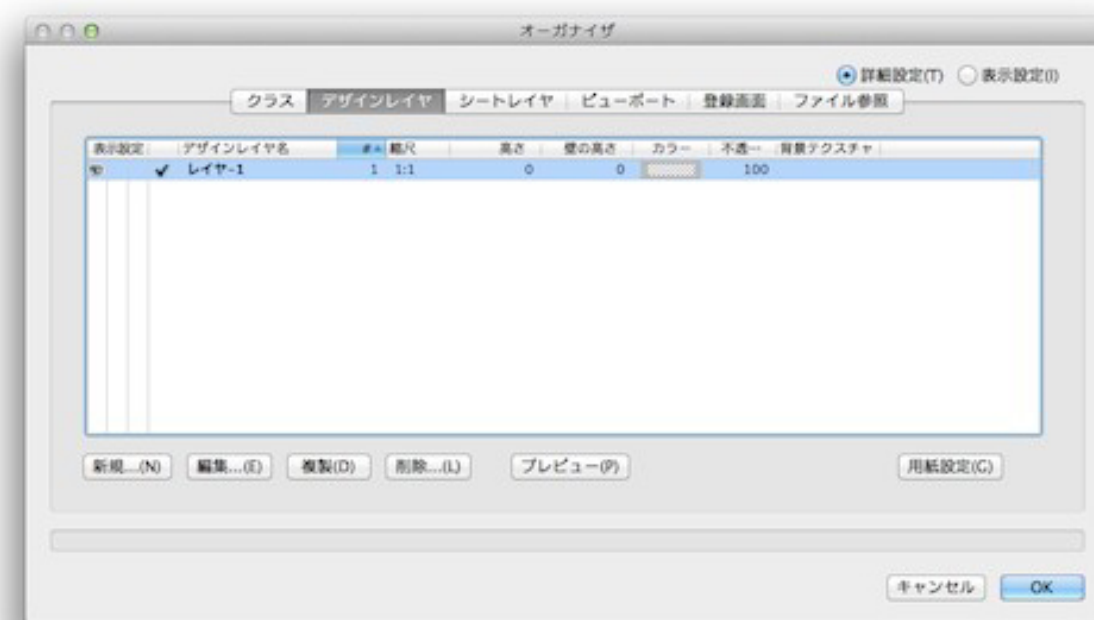 オーガナイザ
詳細設定(T) 表示設定(I)
クラス デザインレイヤ シートレイヤ ビューポート 登録画面 ファイル参照
表示設定 デザインレイヤ名 # 縮尺 高さ 壁の高さ カラー 不透… 背景テクスチャ
レイヤ-1 1 1:1 0 0 100
新規...(N) 編集...(E) 複製(D) 削除...(L) プレビュー(P) 用紙設定(G)
キャンセル OK